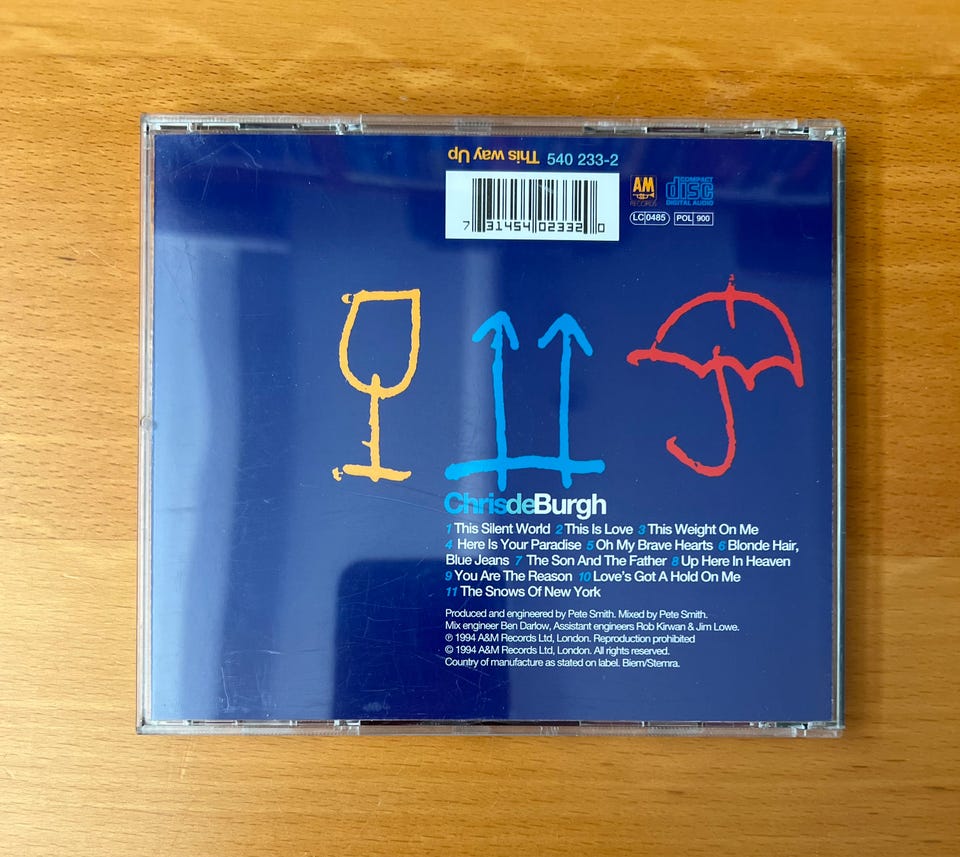 This way Up 540 233-2
7 31454 02332 0
AM
RECORDS
COMPACT
disc
DIGITAL AUDIO
LC 0485 POL 900
ChrisdeBurgh
1 This Silent World 2 This Is Love 3 This Weight On Me
4 Here Is Your Paradise 5 Oh My Brave Hearts 6 Blonde Hair,
Blue Jeans 7 The Son And The Father 8 Up Here In Heaven
9 You Are The Reason 10 Love's Got A Hold On Me
11 The Snows Of New York
Produced and engineered by Pete Smith. Mixed by Pete Smith.
Mix engineer Ben Darlow, Assistant engineers Rob Kirwan & Jim Lowe.
℗ 1994 A&M Records Ltd, London. Reproduction prohibited
© 1994 A&M Records Ltd, London. All rights reserved.
Country of manufacture as stated on label. Biem/Stemra.